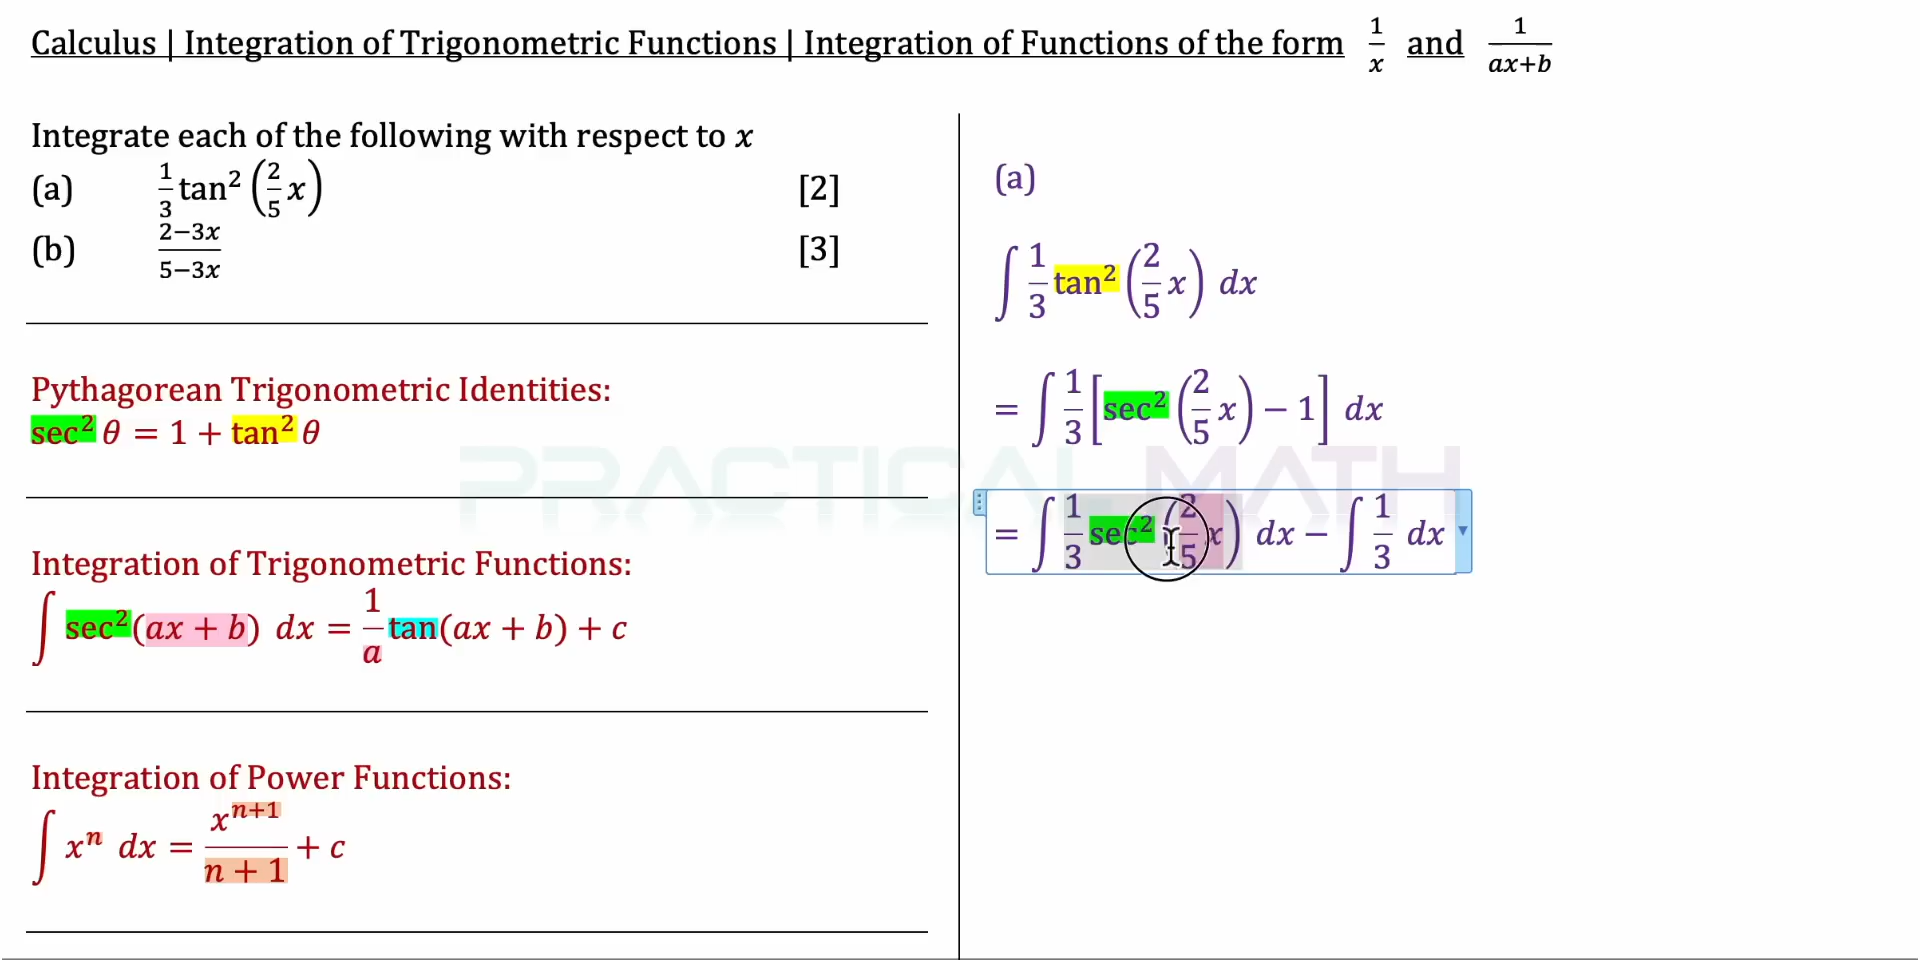 Calculus | Integration of Trigonometric Functions | Integration of Functions of the form 1/x and 1/(ax+b)
Integrate each of the following with respect to x
(a) 1/3 tan² (2/5 x) [2]
(b) (2−3x)/(5−3x) [3]
Pythagorean Trigonometric Identities:
sec² θ = 1 + tan² θ
Integration of Trigonometric Functions:
∫ sec²(ax + b) dx = 1/a tan(ax + b) + c
Integration of Power Functions:
∫ xⁿ dx = xⁿ⁺¹/(n + 1) + c
(a)
∫ 1/3 tan² (2/5 x) dx
= ∫ 1/3 [sec² (2/5 x) − 1] dx
= ∫ 1/3 sec² (2/5 x) dx − ∫ 1/3 dx
PRACTICAL MATH